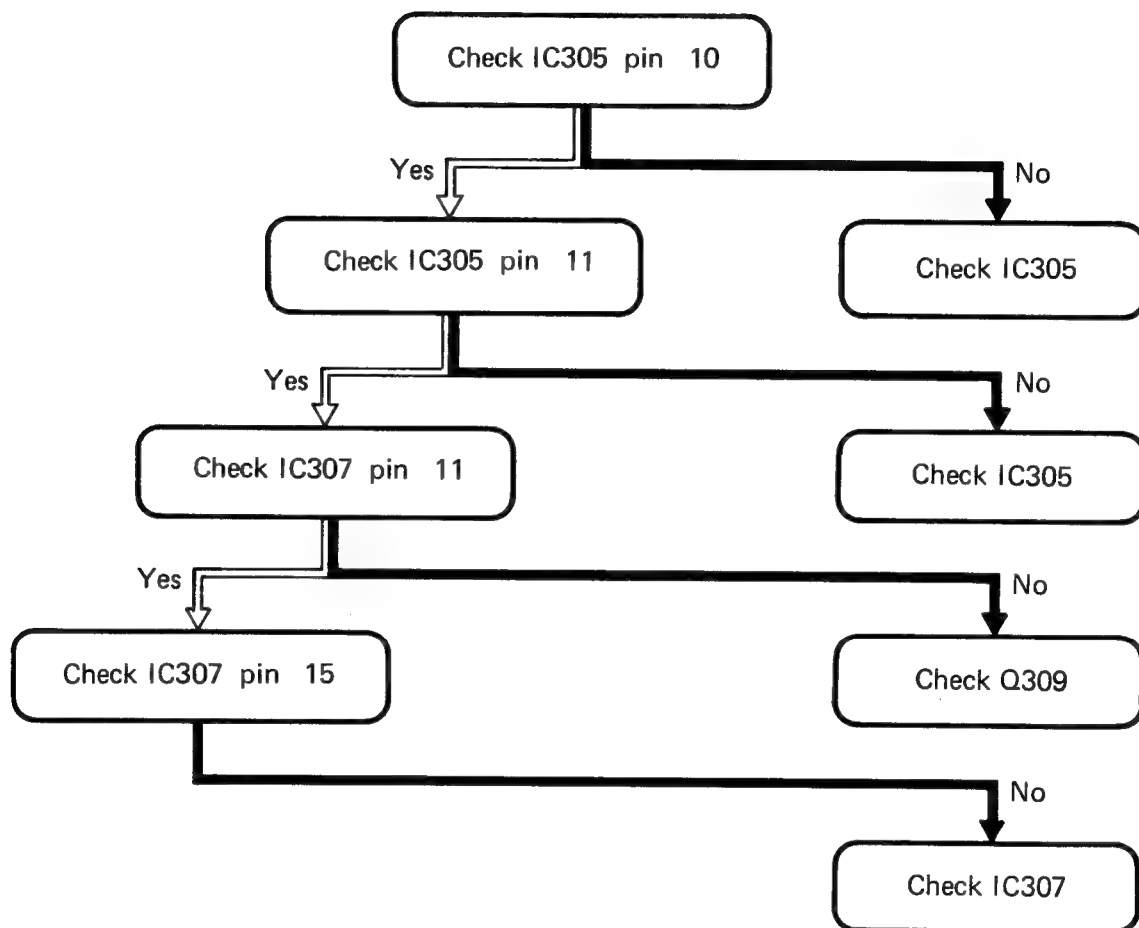 Check IC305 pin 10
Yes
No
Check IC305 pin 11
Check IC305
Yes
No
Check IC307 pin 11
Check IC305
Yes
No
Check IC307 pin 15
Check Q309
No
Check IC307